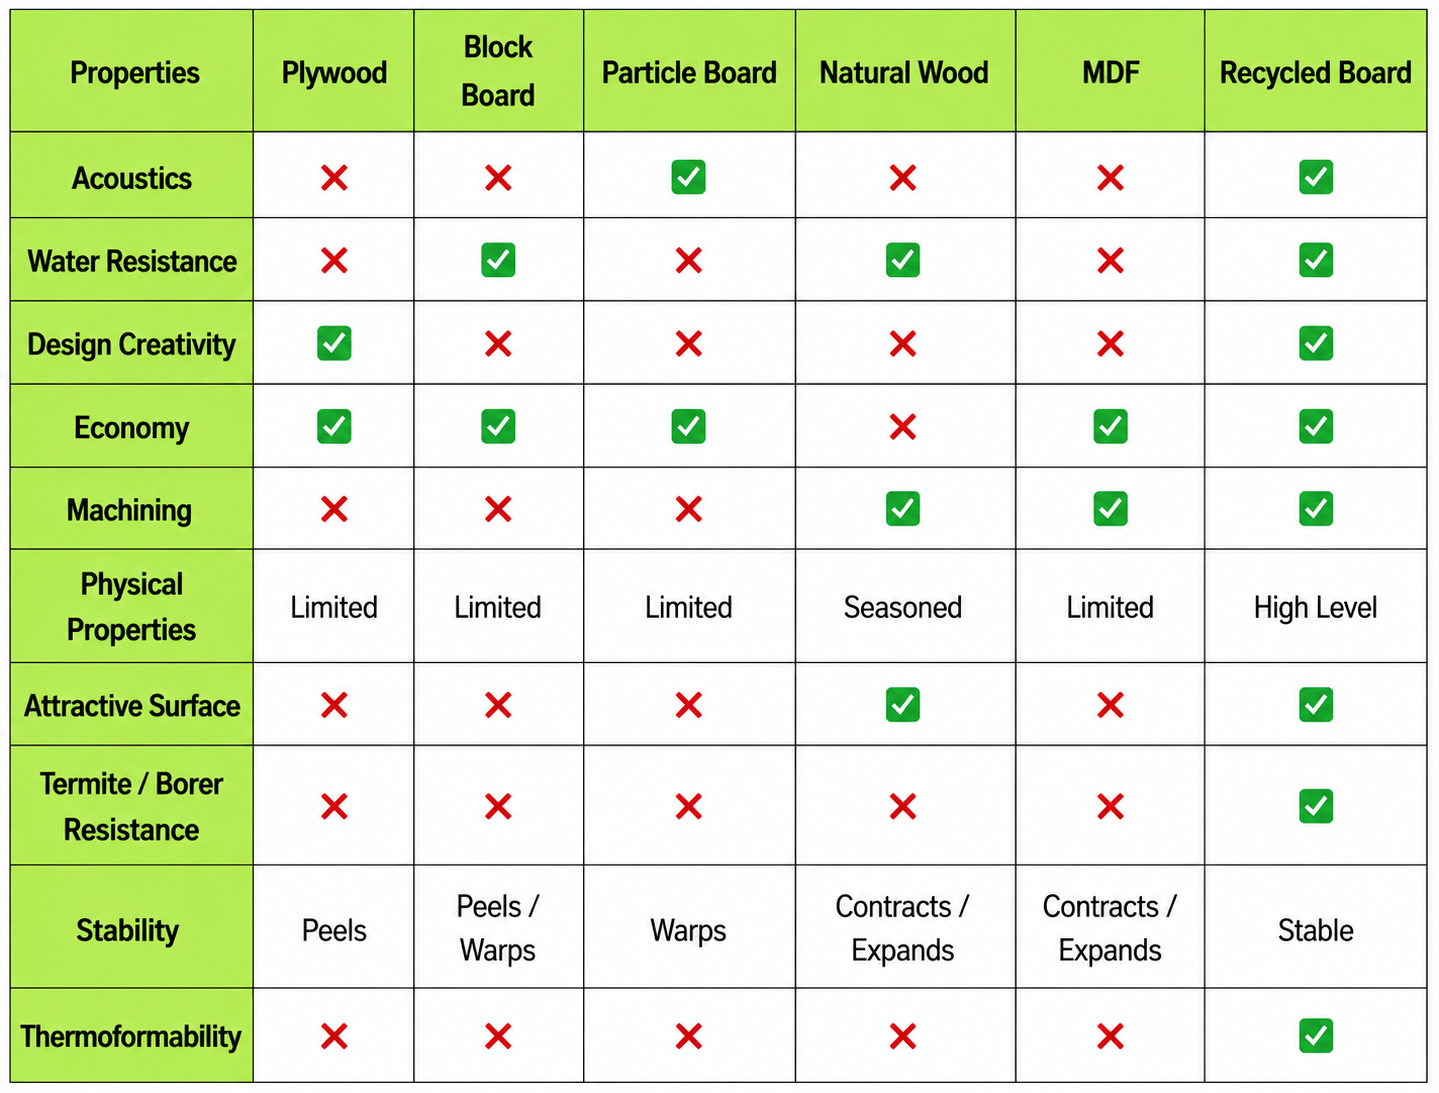 Properties Plywood Block Board Particle Board Natural Wood MDF Recycled Board
Acoustics ❌ ❌ ✅ ❌ ❌ ✅
Water Resistance ❌ ✅ ❌ ✅ ❌ ✅
Design Creativity ✅ ❌ ❌ ❌ ❌ ✅
Economy ✅ ✅ ✅ ❌ ✅ ✅
Machining ❌ ❌ ❌ ✅ ✅ ✅
Physical Properties Limited Limited Limited Seasoned Limited High Level
Attractive Surface ❌ ❌ ❌ ✅ ❌ ✅
Termite / Borer Resistance ❌ ❌ ❌ ❌ ❌ ✅
Stability Peels Peels / Warps Warps Contracts / Expands Contracts / Expands Stable
Thermoformability ❌ ❌ ❌ ❌ ❌ ✅